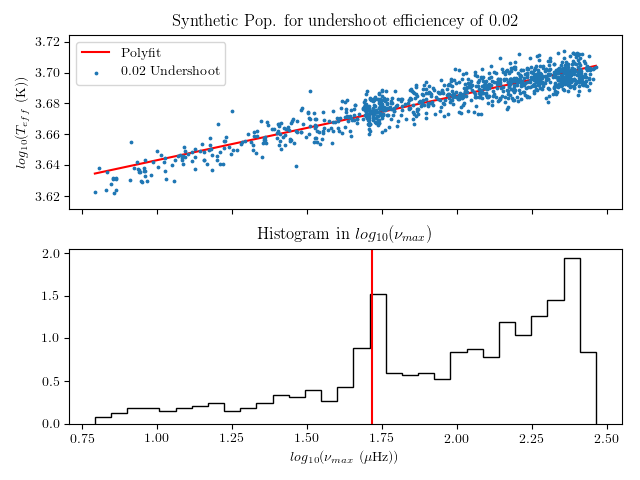 Synthetic Pop. for undershoot efficiencey of 0.02
log10(Teff (K))
3.72
3.70
3.68
3.66
3.64
3.62
Polyfit
0.02 Undershoot
Histogram in log10(νmax)
2.0
1.5
1.0
0.5
0.0
0.75 1.00 1.25 1.50 1.75 2.00 2.25 2.50
log10(νmax (μHz))